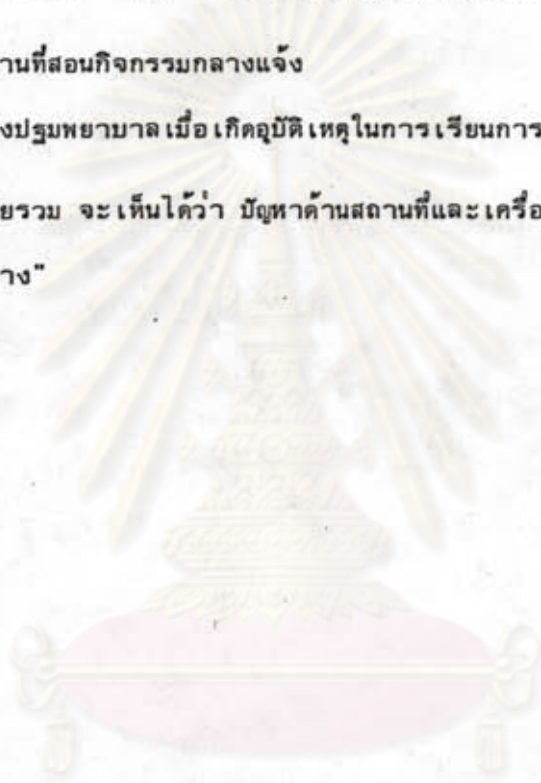 านที่สอนกิจกรรมกลางแจ้ง
งปฐมพยาบาลเมื่อเกิดอุบัติเหตุในการเรียนการ
ยรวม จะเห็นได้ว่า ปัญหาด้านสถานที่และเครื่อ
าง"